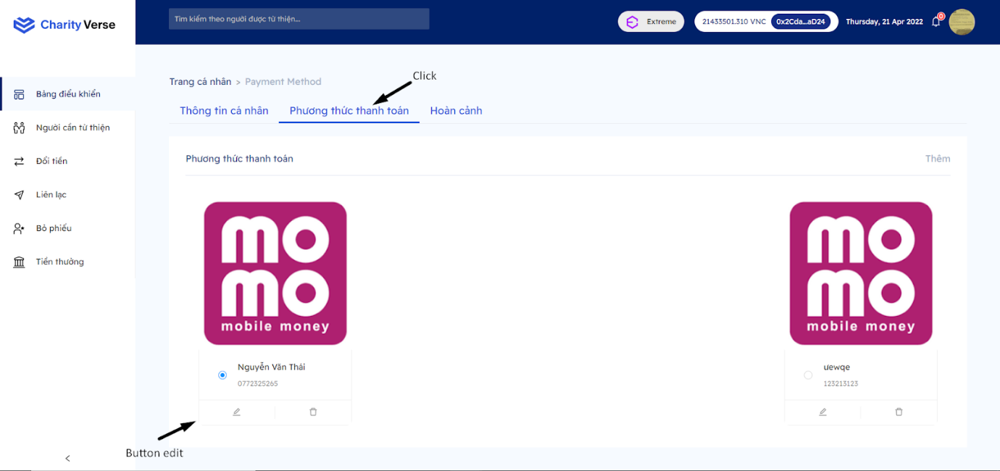 Charity Verse
Tìm kiếm theo người được từ thiện...
Extreme
21433501.310 VNC
0x2Cda...aD24
Thursday, 21 Apr 2022
0
Bảng điều khiển
Người cần từ thiện
Đổi tiền
Liên lạc
Bỏ phiếu
Tiền thưởng
Trang cá nhân > Payment Method
Click
Thông tin cá nhân
Phương thức thanh toán
Hoàn cảnh
Phương thức thanh toán
Thêm
mo
mo
mobile money
Nguyễn Văn Thái
0772325265
mo
mo
mobile money
uewqe
123213123
Button edit